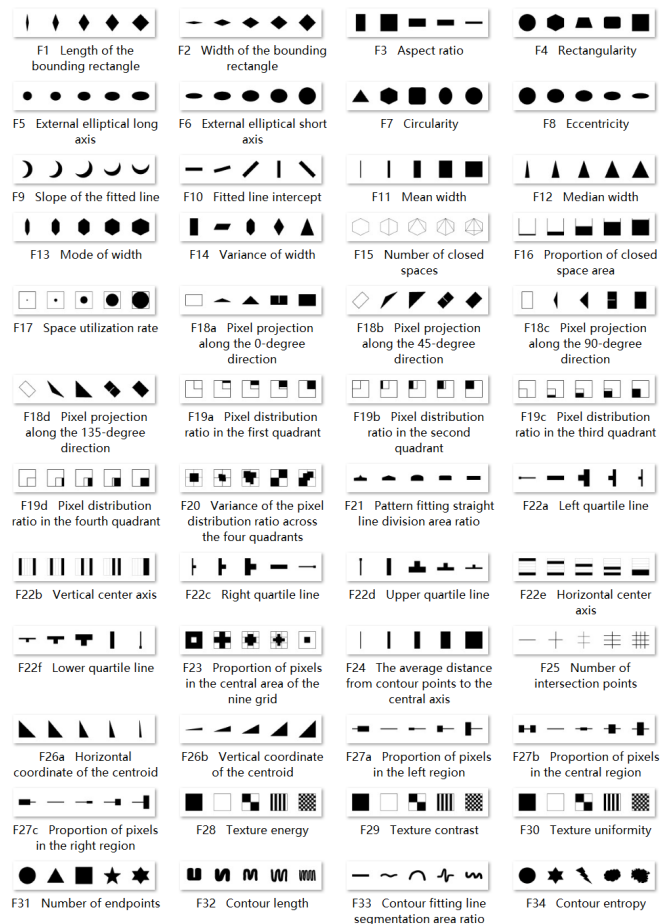 F1 Length of the
bounding rectangle
F2 Width of the bounding
rectangle
F3 Aspect ratio
F4 Rectangularity
F5 External elliptical long
axis
F6 External elliptical short
axis
F7 Circularity
F8 Eccentricity
F9 Slope of the fitted line
F10 Fitted line intercept
F11 Mean width
F12 Median width
F13 Mode of width
F14 Variance of width
F15 Number of closed
spaces
F16 Proportion of closed
space area
F17 Space utilization rate
F18a Pixel projection
along the 0-degree
direction
F18b Pixel projection
along the 45-degree
direction
F18c Pixel projection
along the 90-degree
direction
F18d Pixel projection
along the 135-degree
direction
F19a Pixel distribution
ratio in the first quadrant
F19b Pixel distribution
ratio in the second
quadrant
F19c Pixel distribution
ratio in the third quadrant
F19d Pixel distribution
ratio in the fourth quadrant
F20 Variance of the pixel
distribution ratio across
the four quadrants
F21 Pattern fitting straight
line division area ratio
F22a Left quartile line
F22b Vertical center axis
F22c Right quartile line
F22d Upper quartile line
F22e Horizontal center
axis
F22f Lower quartile line
F23 Proportion of pixels
in the central area of the
nine grid
F24 The average distance
from contour points to the
central axis
F25 Number of
intersection points
F26a Horizontal
coordinate of the centroid
F26b Vertical coordinate
of the centroid
F27a Proportion of pixels
in the left region
F27b Proportion of pixels
in the central region
F27c Proportion of pixels
in the right region
F28 Texture energy
F29 Texture contrast
F30 Texture uniformity
F31 Number of endpoints
F32 Contour length
F33 Contour fitting line
segmentation area ratio
F34 Contour entropy